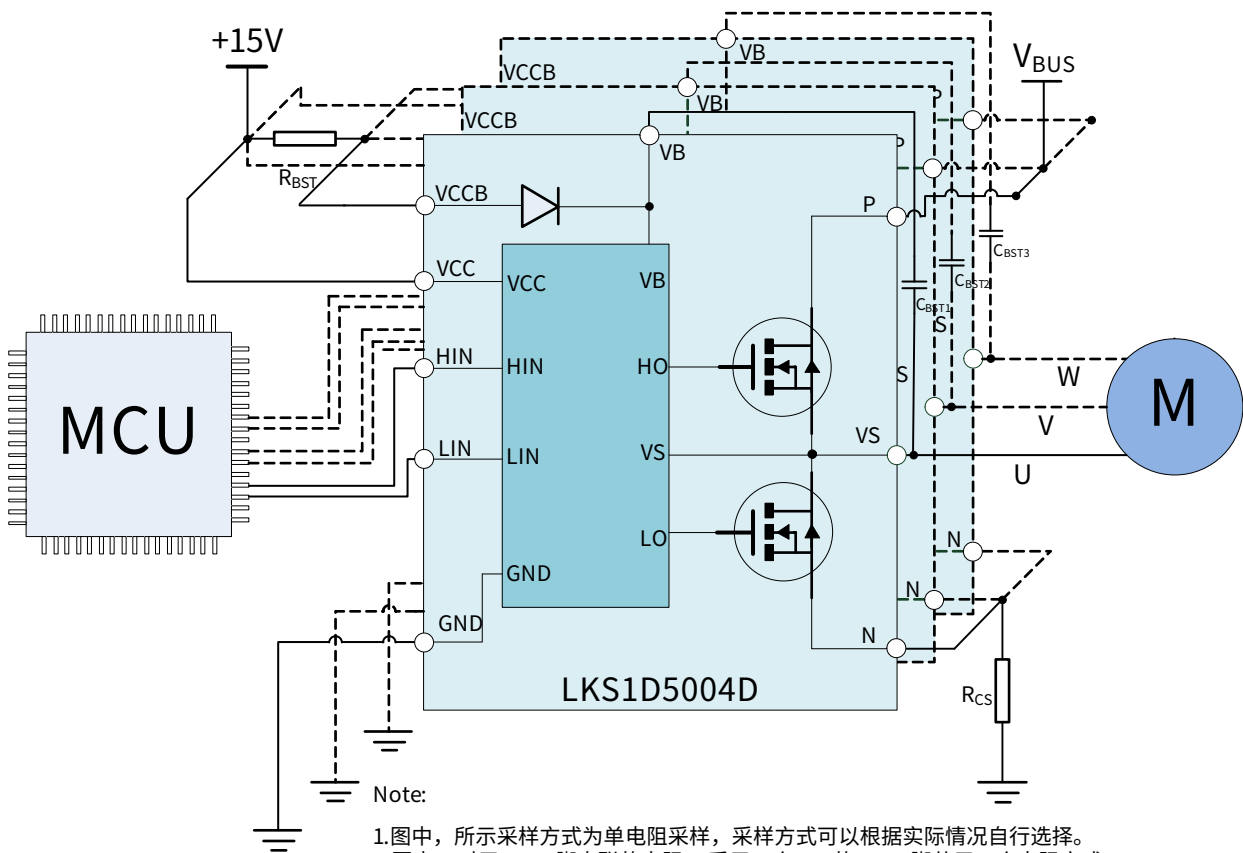 +15V
VCCB
VB
VBUS
VCCB
VB
VB
P
RBST
VCCB
VCC
VCC
VB
P
CBST3
CBST2
CBST1
S
S
HIN
HIN
HO
LIN
LIN
VS
VS
LO
GND
GND
N
N
N
MCU
W
V
U
M
RCS
LKS1D5004D
Note:
1.图中，所示采样方式为单电阻采样，采样方式可以根据实际情况自行选择。